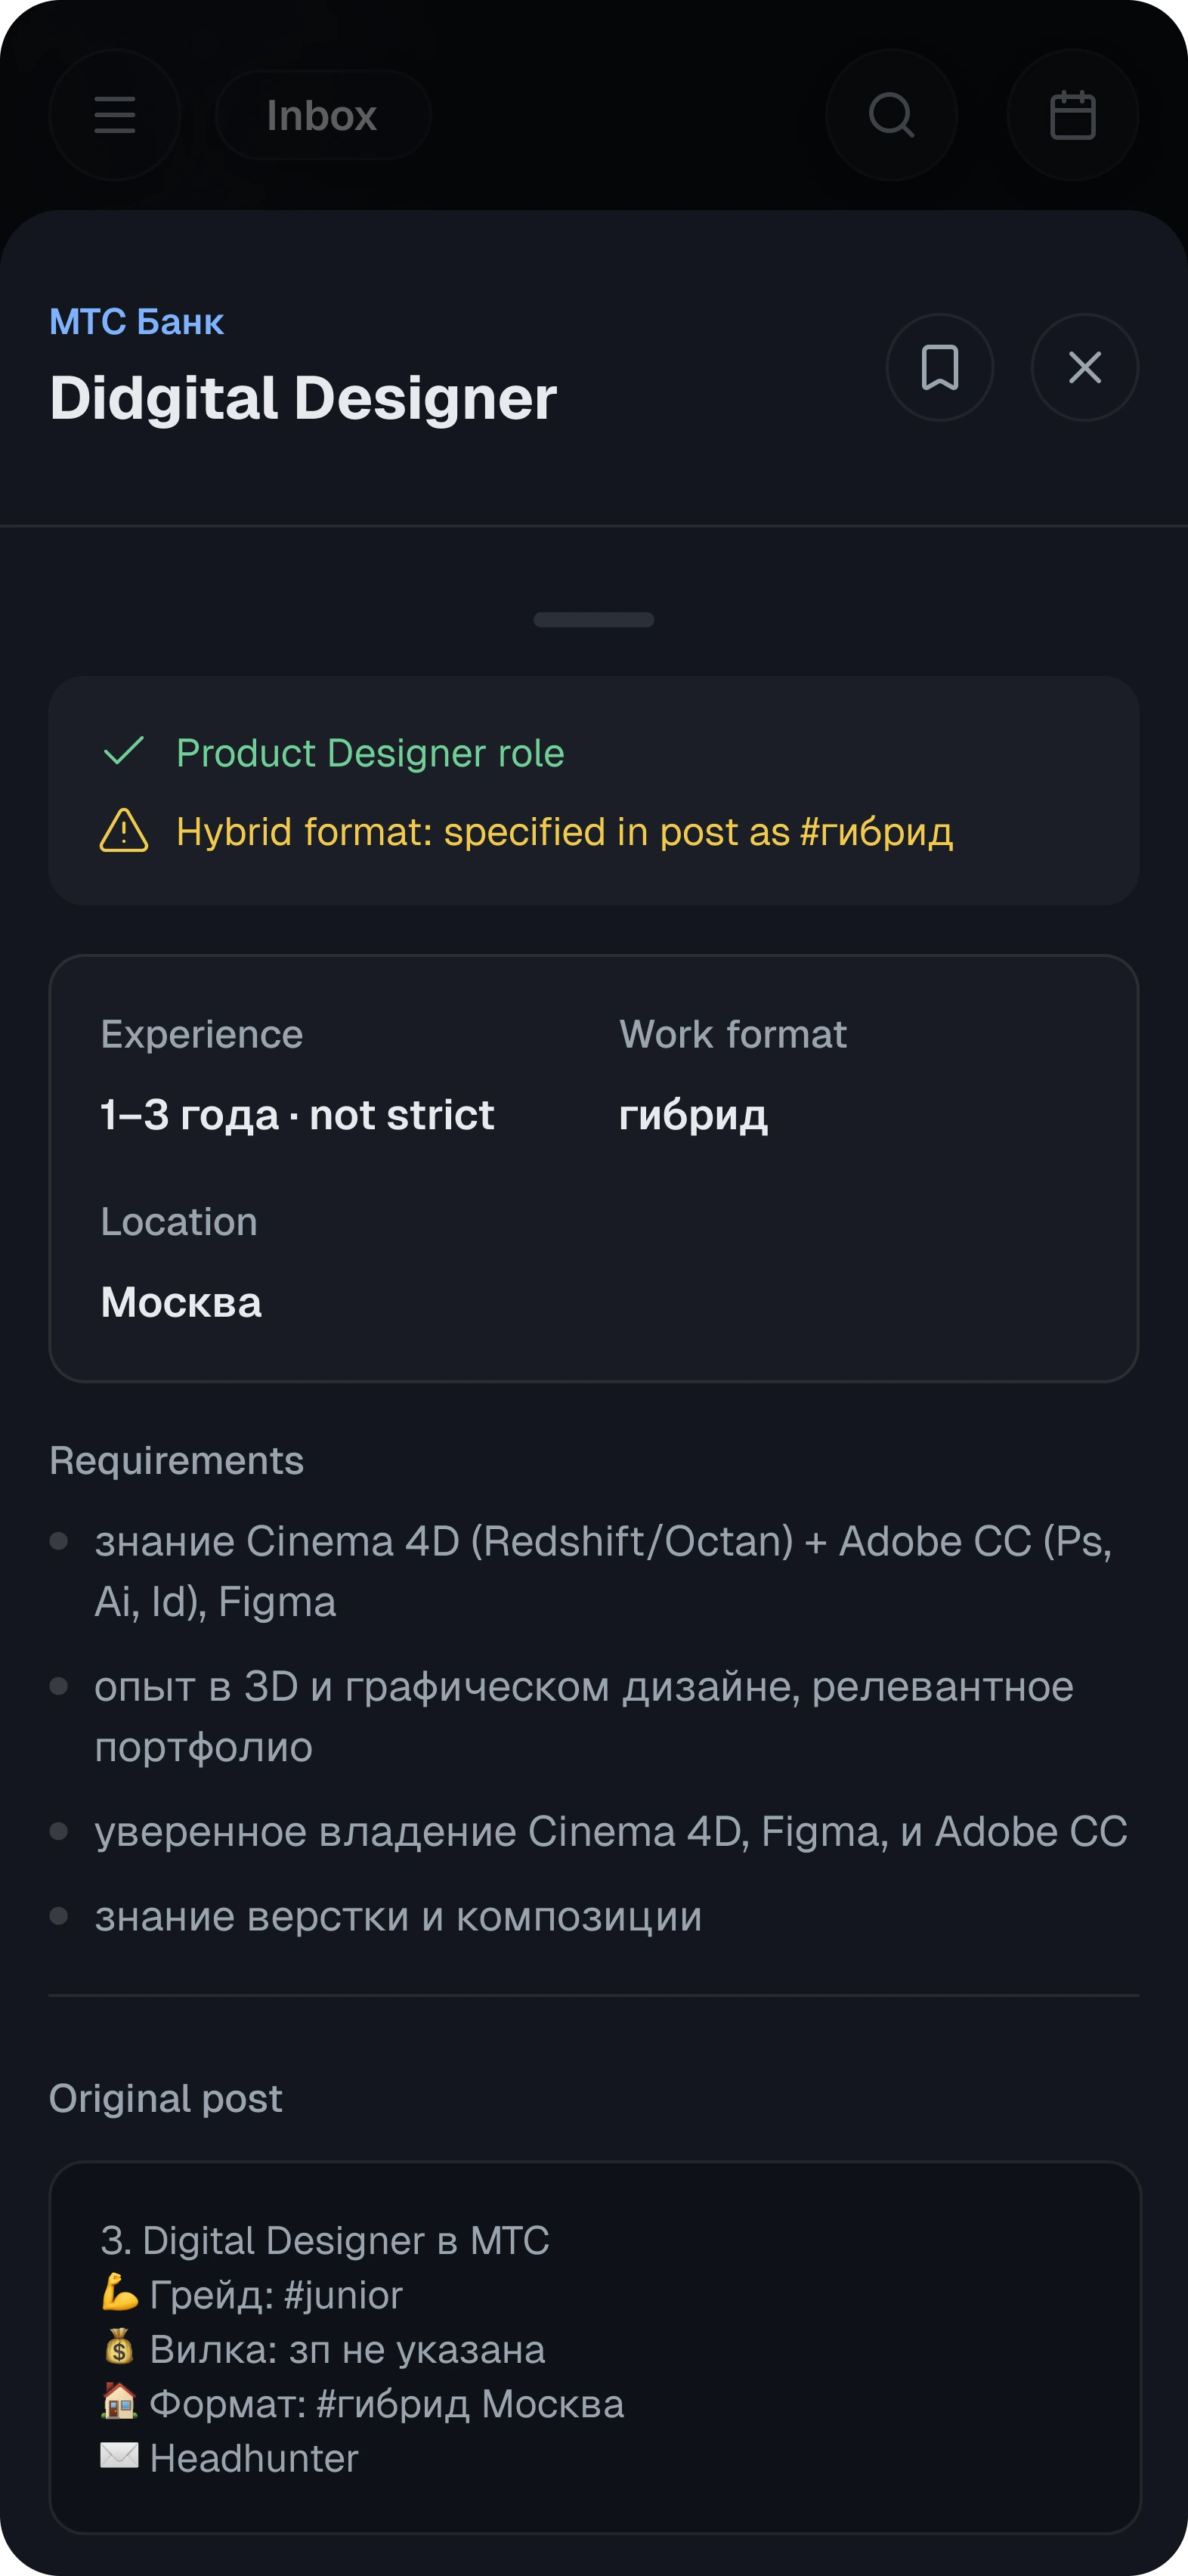 Inbox
МТС Банк
Didgital Designer
Product Designer role
Hybrid format: specified in post as #гибрид
Experience
Work format
1–3 года · not strict
гибрид
Location
Москва
Requirements
знание Cinema 4D (Redshift/Octan) + Adobe CC (Ps,
Ai, Id), Figma
опыт в 3D и графическом дизайне, релевантное
портфолио
уверенное владение Cinema 4D, Figma, и Adobe CC
знание верстки и композиции
Original post
3. Digital Designer в МТС
💪 Грейд: #junior
💰 Вилка: зп не указана
🏠 Формат: #гибрид Москва
✉️ Headhunter